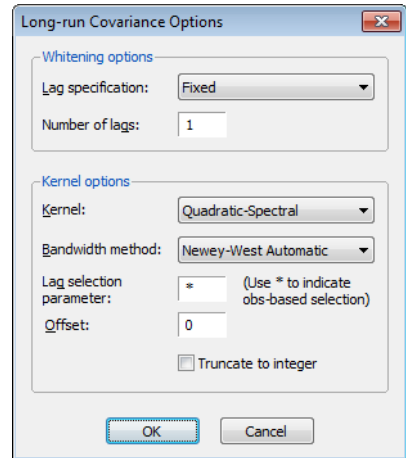 Long-run Covariance Options
Whitening options
Lag specification: Fixed
Number of lags: 1
Kernel options
Kernel: Quadratic-Spectral
Bandwidth method: Newey-West Automatic
Lag selection parameter: * (Use * to indicate obs-based selection)
Offset: 0
Truncate to integer
OK Cancel